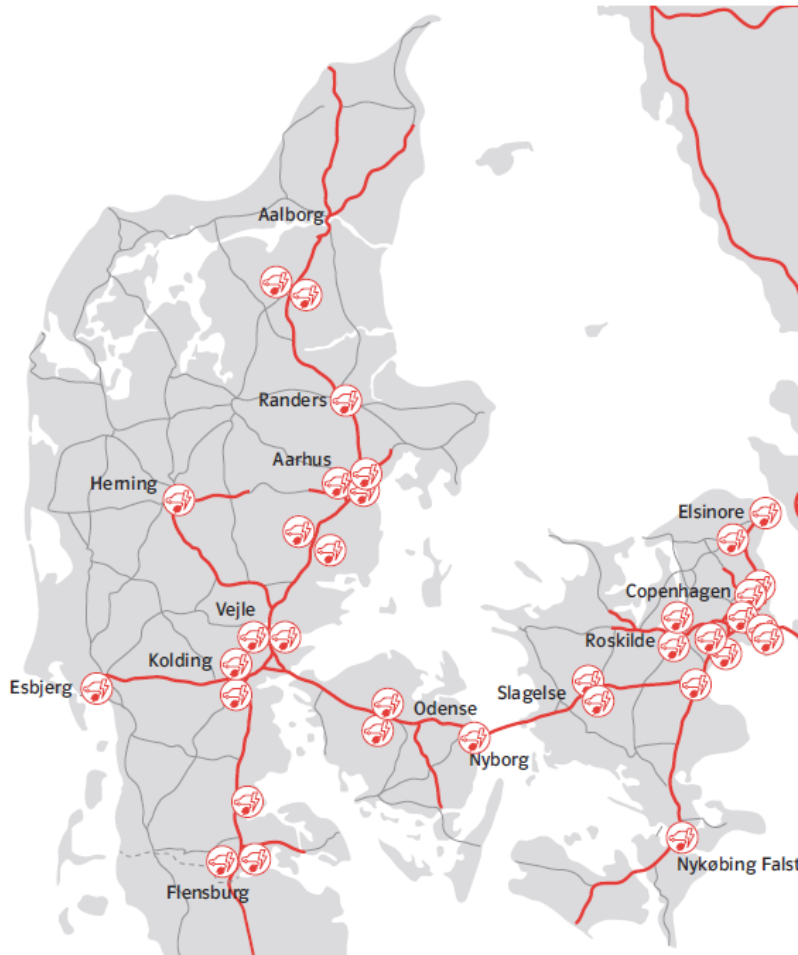 Aalborg
Randers
Aarhus
Herning
Elsinore
Copenhagen
Vejle
Roskilde
Kolding
Esbjerg
Slagelse
Odense
Nyborg
Nykøbing Falst
Flensburg